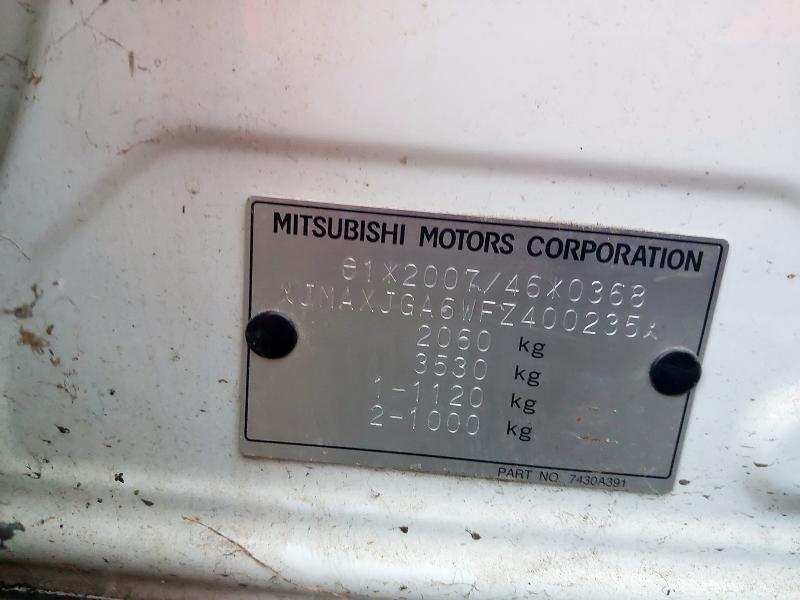 MITSUBISHI MOTORS CORPORATION
e1*2007/46*0368
*JMAXJGA6WFZ400235*
2060 kg
3530 kg
1-1120 kg
2-1000 kg
PART NO. 7430A391